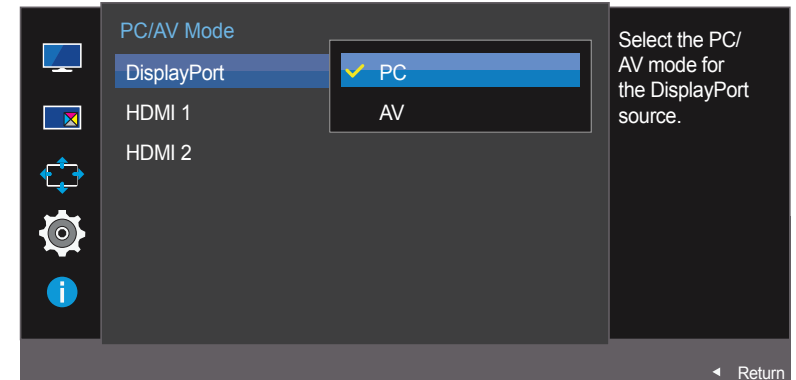 PC/AV Mode
DisplayPort
PC
HDMI 1
AV
HDMI 2
Select the PC/
AV mode for
the DisplayPort
source.
Return